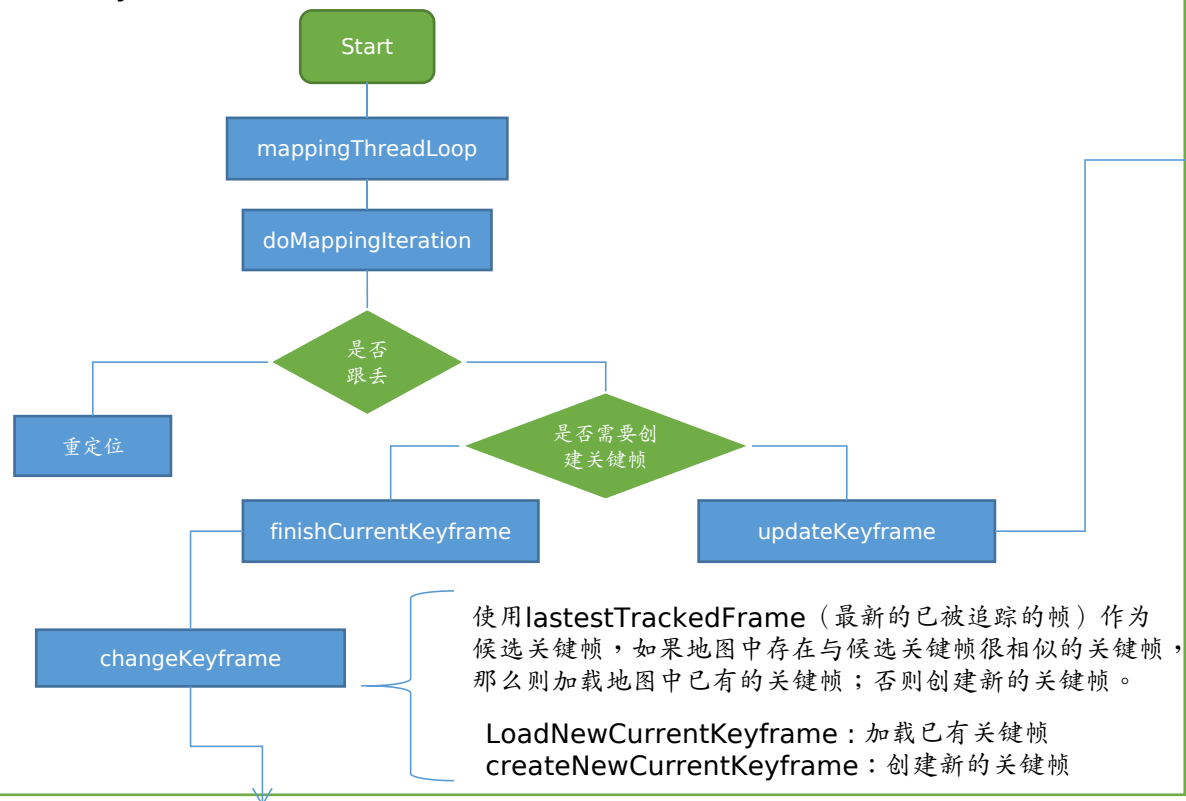 Start
mappingThreadLoop
doMappingIteration
是否
跟丢
重定位
是否需要创
建关键帧
finishCurrentKeyframe
updateKeyframe
changeKeyframe
使用lastestTrackedFrame（最新的已被追踪的帧）作为
候选关键帧，如果地图中存在与候选关键帧很相似的关键帧，
那么则加载地图中已有的关键帧；否则创建新的关键帧。
LoadNewCurrentKeyframe：加载已有关键帧
createNewCurrentKeyframe：创建新的关键帧